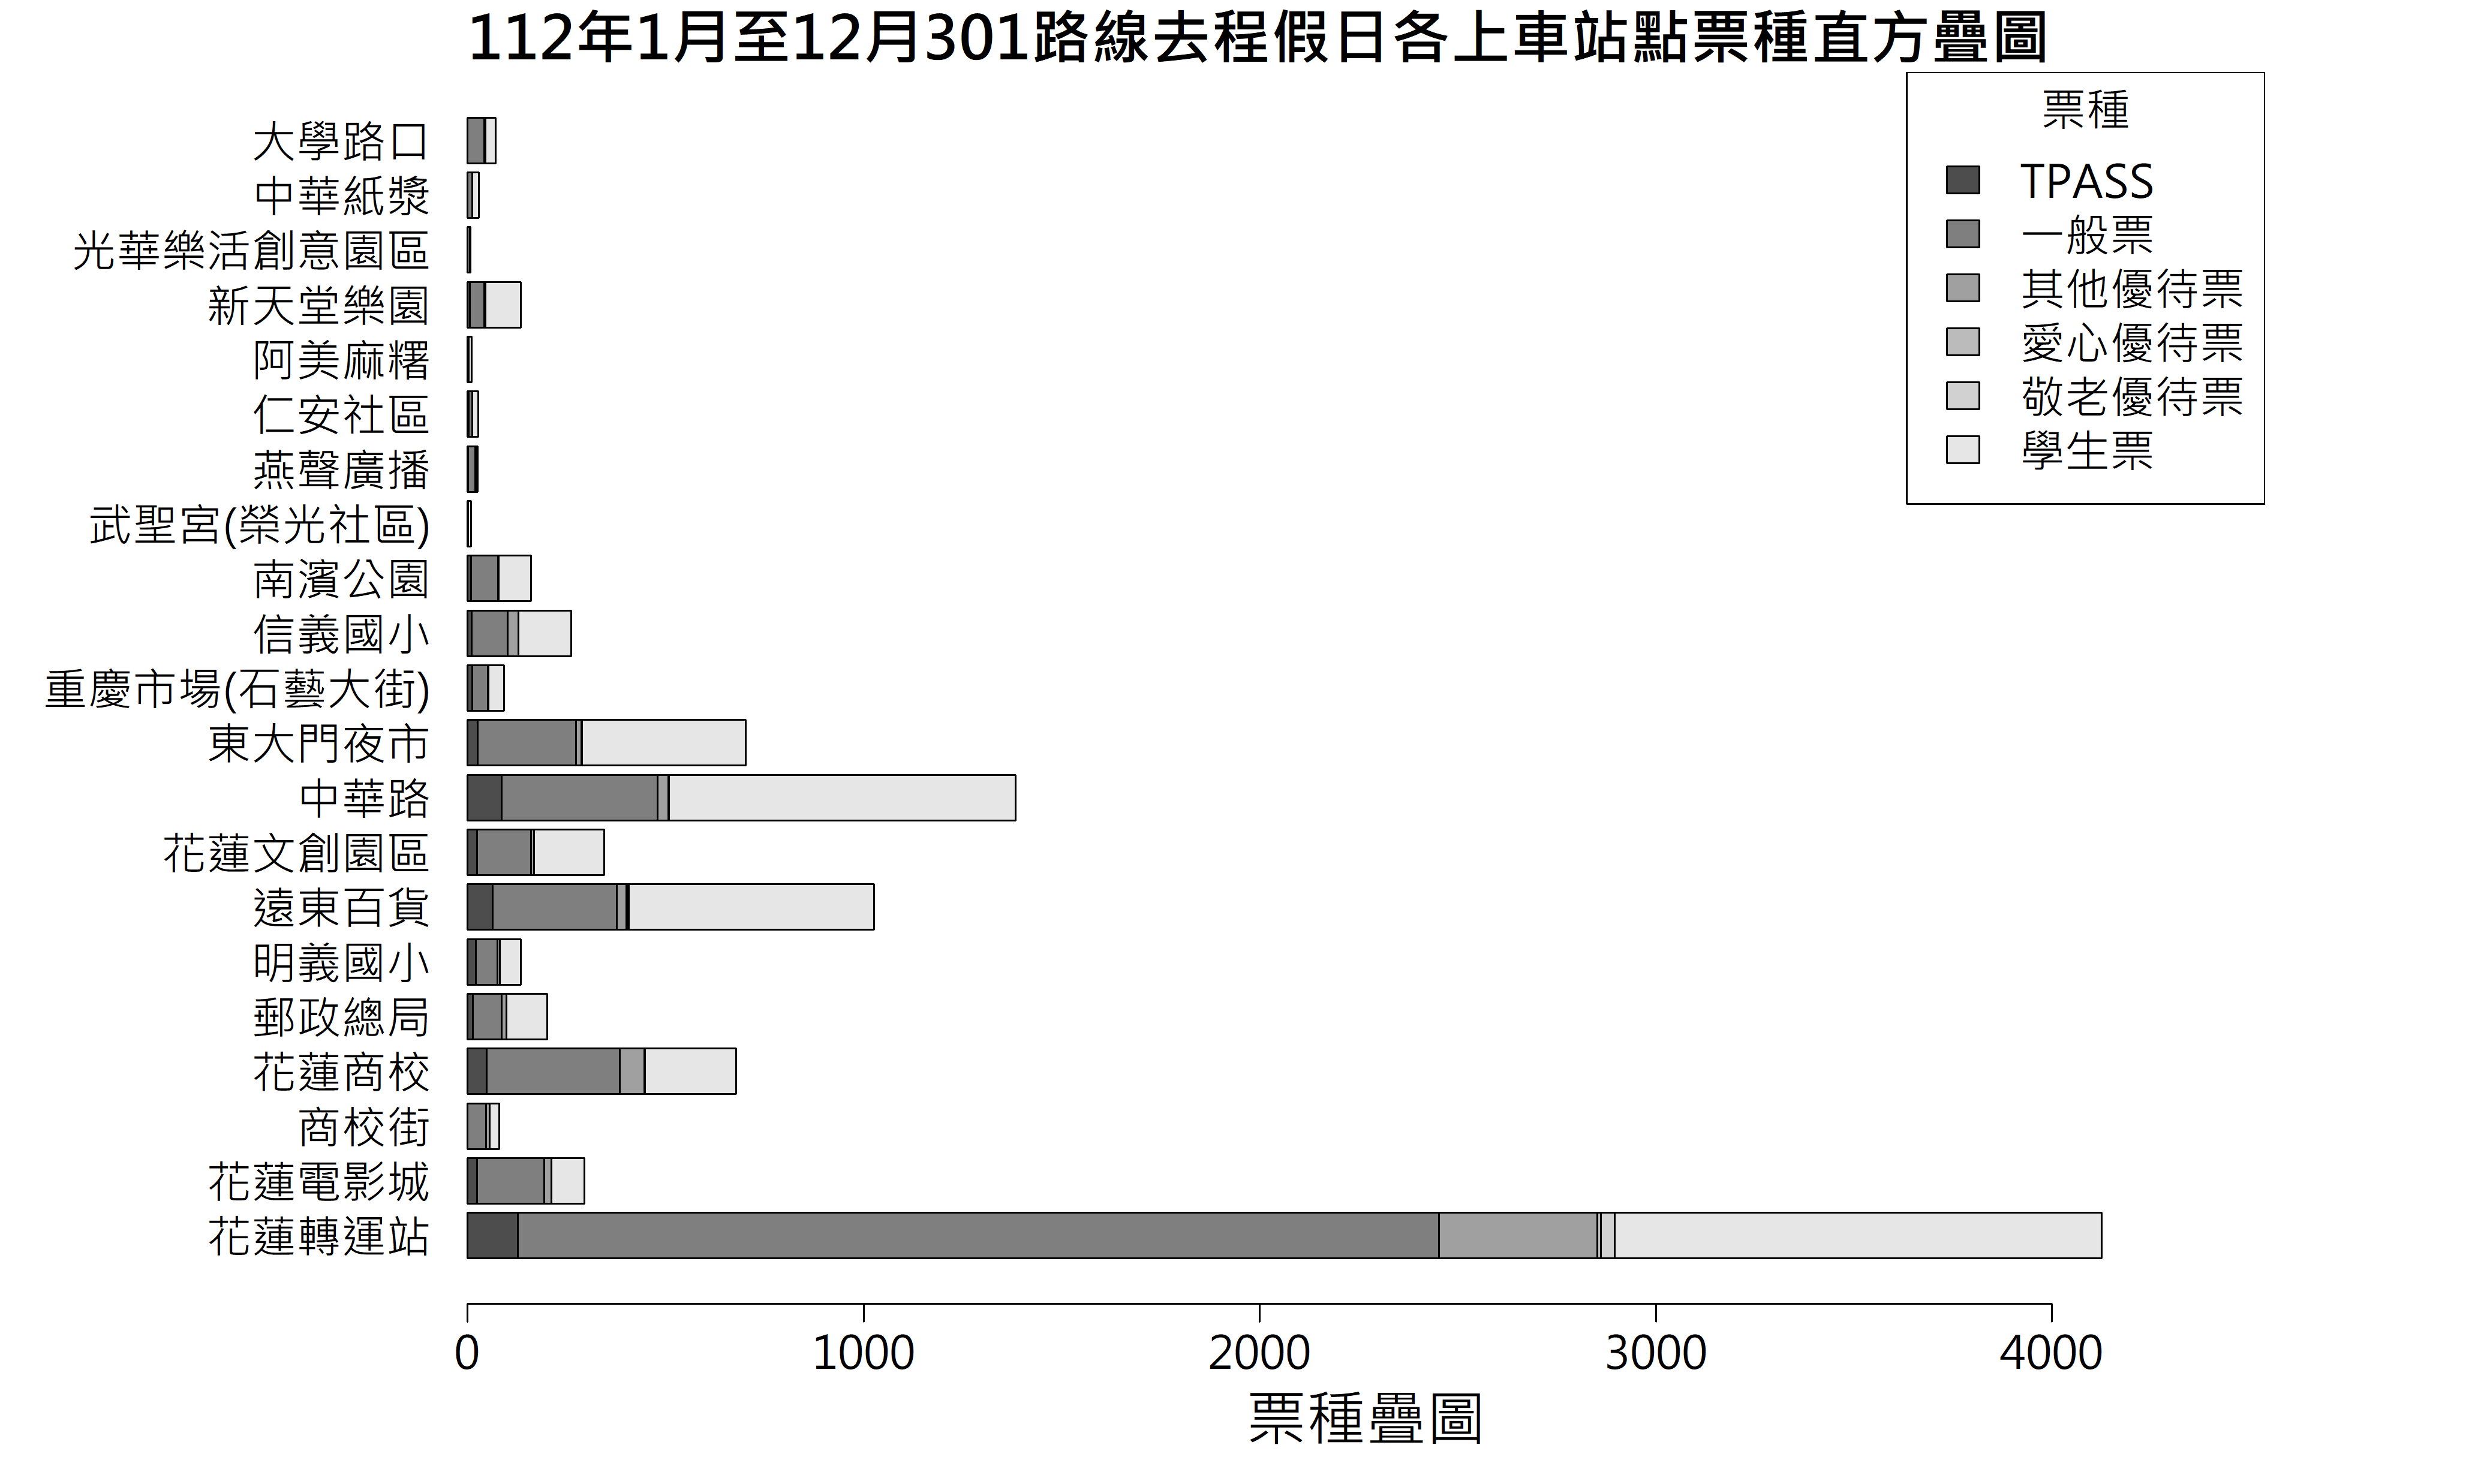 112年1月至12月301路線去程假日各上車站點票種直方疊圖
票種
TPASS
一般票
其他優待票
愛心優待票
敬老優待票
學生票
大學路口
中華紙漿
光華樂活創意園區
新天堂樂園
阿美麻糬
仁安社區
燕聲廣播
武聖宮(榮光社區)
南濱公園
信義國小
重慶市場(石藝大街)
東大門夜市
中華路
花蓮文創園區
遠東百貨
明義國小
郵政總局
花蓮商校
商校街
花蓮電影城
花蓮轉運站
0 1000 2000 3000 4000
票種疊圖